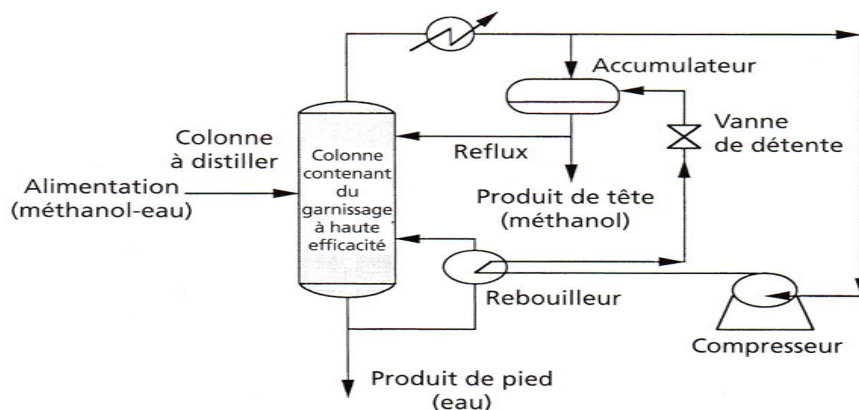 Accumulateur
Vanne
de détente
Colonne
à distiller
Colonne
contenant
du
garnissage
à haute
efficacité
Reflux
Alimentation
(méthanol-eau)
Produit de tête
(méthanol)
Rebouilleur
Compresseur
Produit de pied
(eau)